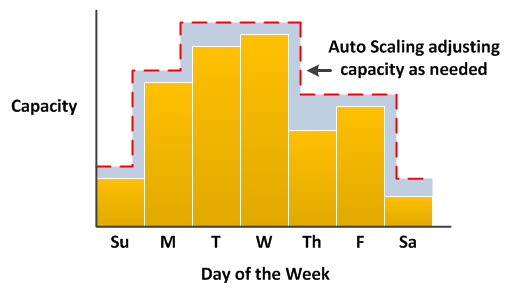 Auto Scaling adjusting
capacity as needed
Capacity
Su M T W Th F Sa
Day of the Week